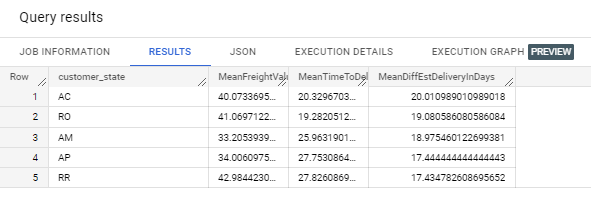 Query results
JOB INFORMATION RESULTS JSON EXECUTION DETAILS EXECUTION GRAPH PREVIEW
Row customer_state MeanFreightValu MeanTimeToDel MeanDiffEstDeliveryInDays
1 AC 40.0733695... 20.3296703... 20.010989010989018
2 RO 41.0697122... 19.2820512... 19.080586080586084
3 AM 33.2053939... 25.9631901... 18.975460122699381
4 AP 34.0060975... 27.7530864... 17.444444444444443
5 RR 42.9844230... 27.8260869... 17.434782608695652